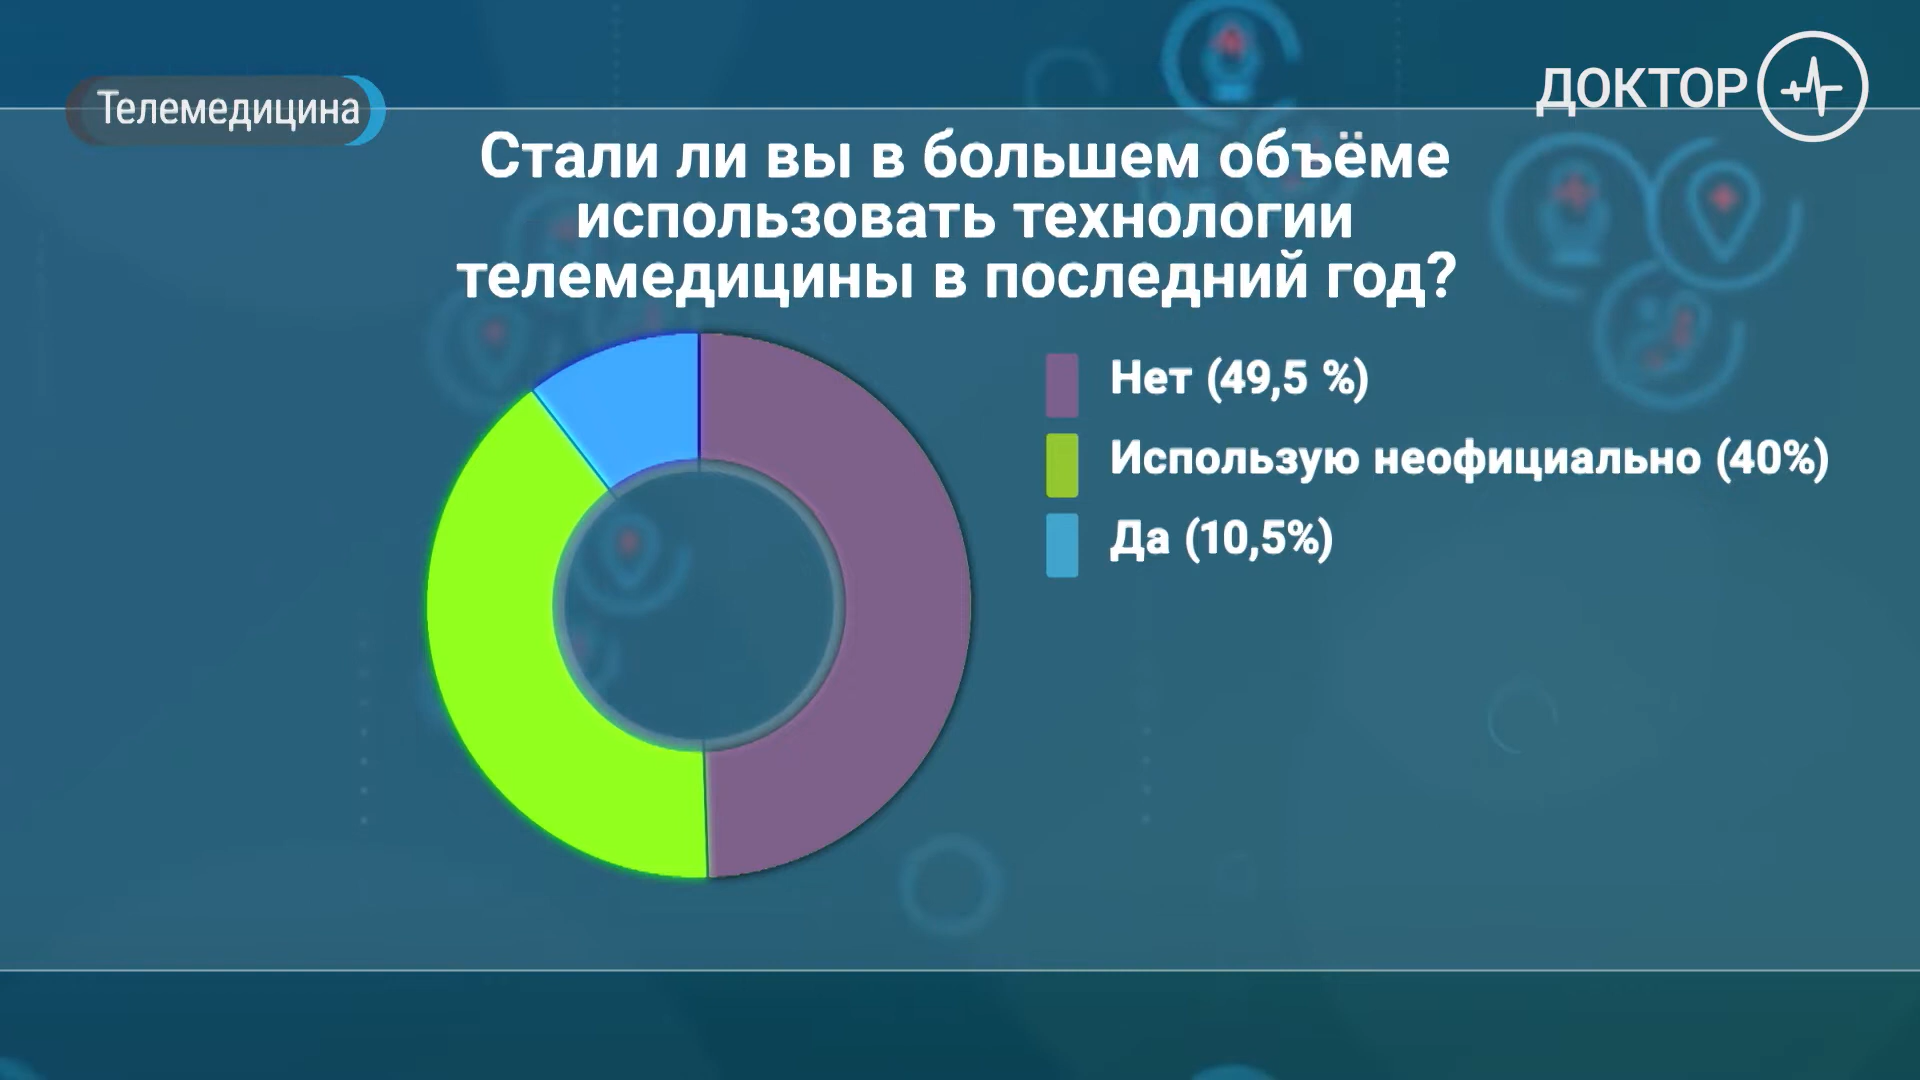 Телемедицина
ДОКТОР
Стали ли вы в большем объёме
использовать технологии
телемедицины в последний год?
Нет (49,5 %)
Использую неофициально (40%)
Да (10,5%)